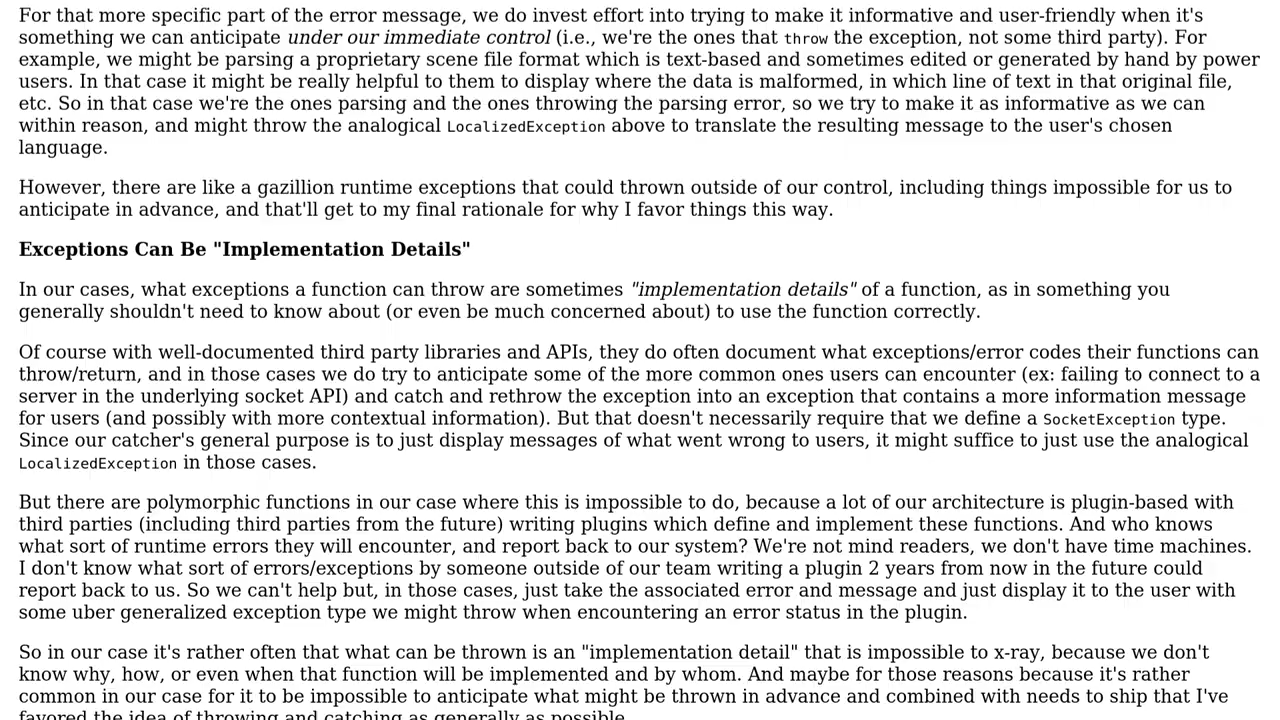 For that more specific part of the error message, we do invest effort into trying to make it informative and user-friendly when it's
something we can anticipate under our immediate control (i.e., we're the ones that throw the exception, not some third party). For
example, we might be parsing a proprietary scene file format which is text-based and sometimes edited or generated by hand by power
users. In that case it might be really helpful to them to display where the data is malformed, in which line of text in that original file,
etc. So in that case we're the ones parsing and the ones throwing the parsing error, so we try to make it as informative as we can
within reason, and might throw the analogical LocalizedException above to translate the resulting message to the user's chosen
language.
However, there are like a gazillion runtime exceptions that could thrown outside of our control, including things impossible for us to
anticipate in advance, and that'll get to my final rationale for why I favor things this way.
Exceptions Can Be "Implementation Details"
In our cases, what exceptions a function can throw are sometimes "implementation details" of a function, as in something you
generally shouldn't need to know about (or even be much concerned about) to use the function correctly.
Of course with well-documented third party libraries and APIs, they do often document what exceptions/error codes their functions can
throw/return, and in those cases we do try to anticipate some of the more common ones users can encounter (ex: failing to connect to a
server in the underlying socket API) and catch and rethrow the exception into an exception that contains a more information message
for users (and possibly with more contextual information). But that doesn't necessarily require that we define a SocketException type.
Since our catcher's general purpose is to just display messages of what went wrong to users, it might suffice to just use the analogical
LocalizedException in those cases.
But there are polymorphic functions in our case where this is impossible to do, because a lot of our architecture is plugin-based with
third parties (including third parties from the future) writing plugins which define and implement these functions. And who knows
what sort of runtime errors they will encounter, and report back to our system? We're not mind readers, we don't have time machines.
I don't know what sort of errors/exceptions by someone outside of our team writing a plugin 2 years from now in the future could
report back to us. So we can't help but, in those cases, just take the associated error and message and just display it to the user with
some uber generalized exception type we might throw when encountering an error status in the plugin.
So in our case it's rather often that what can be thrown is an "implementation detail" that is impossible to x-ray, because we don't
know why, how, or even when that function will be implemented and by whom. And maybe for those reasons because it's rather
common in our case for it to be impossible to anticipate what might be thrown in advance and combined with needs to ship that I've
favored the idea of throwing and catching as generally as possible.